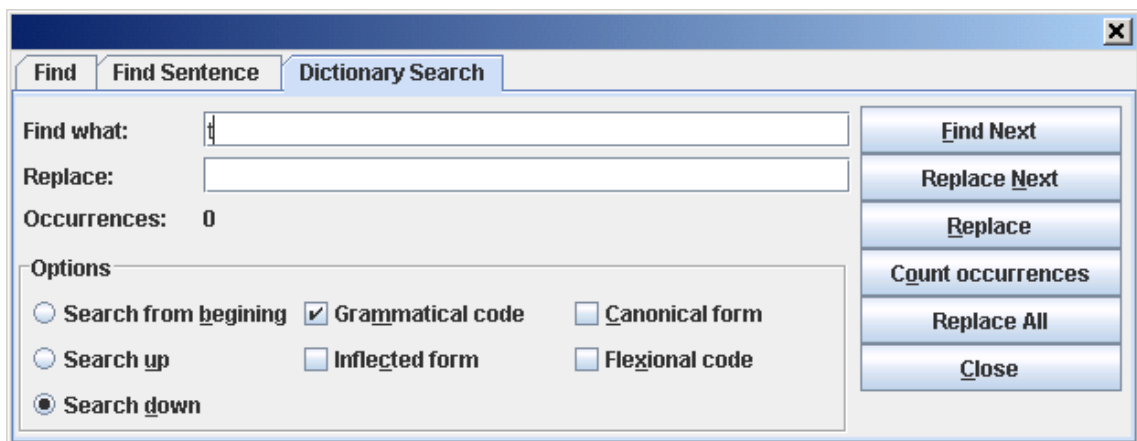 Find Find Sentence Dictionary Search
Find what: t
Find Next
Replace:
Replace Next
Occurrences: 0
Replace
Options
Count occurrences
Search from begining Grammatical code Canonical form
Replace All
Search up Inflected form Flexional code
Close
Search down